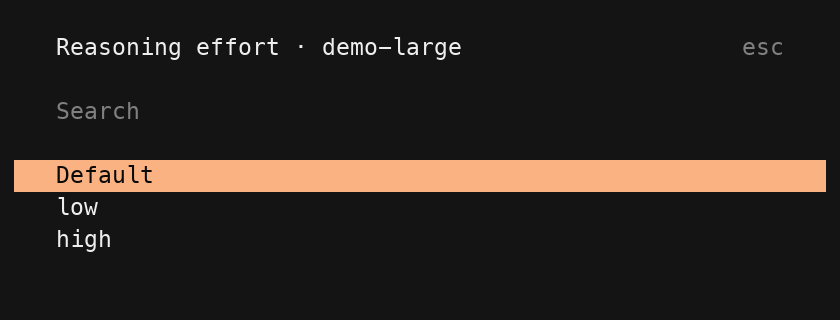 Reasoning effort · demo-large esc
Search
Default
low
high